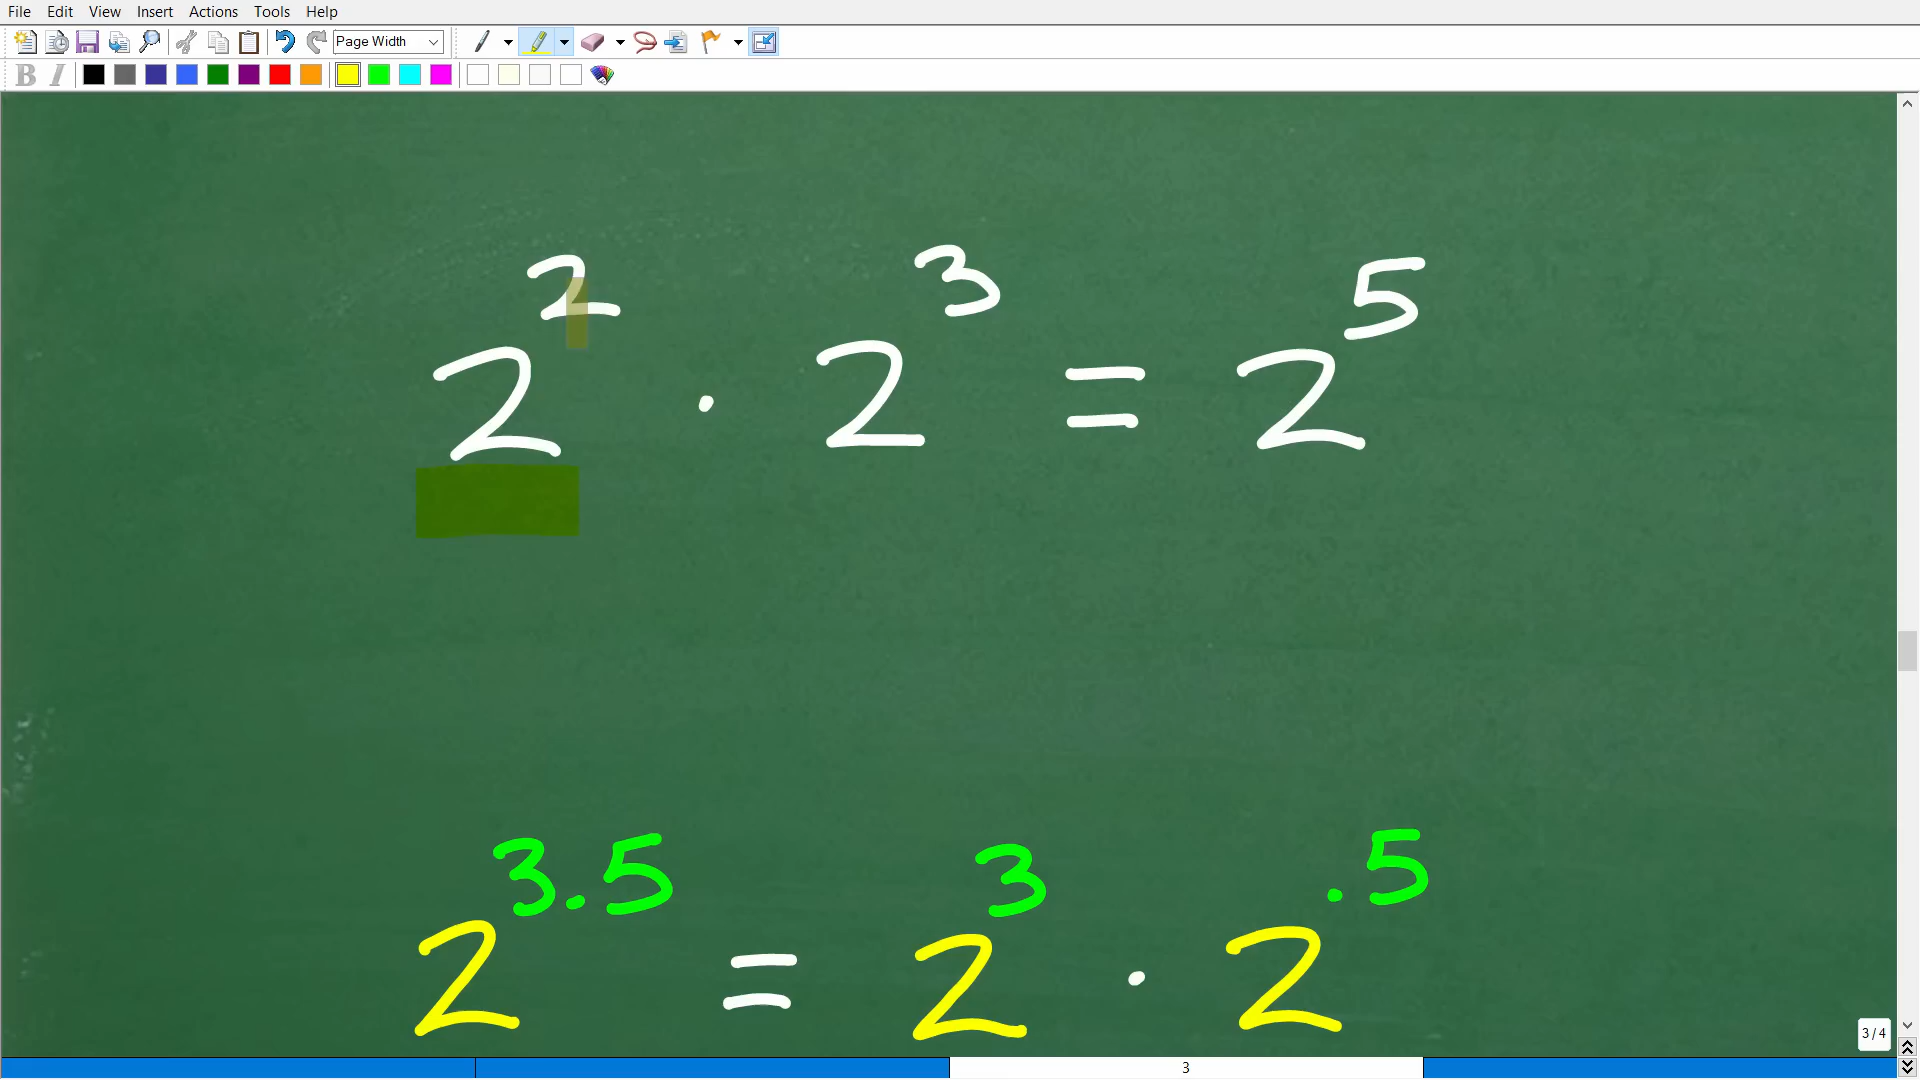 File Edit View Insert Actions Tools Help
Page Width
B I
2² · 2³ = 2⁵
2³·⁵ = 2³ · 2·⁵
3 / 4
3